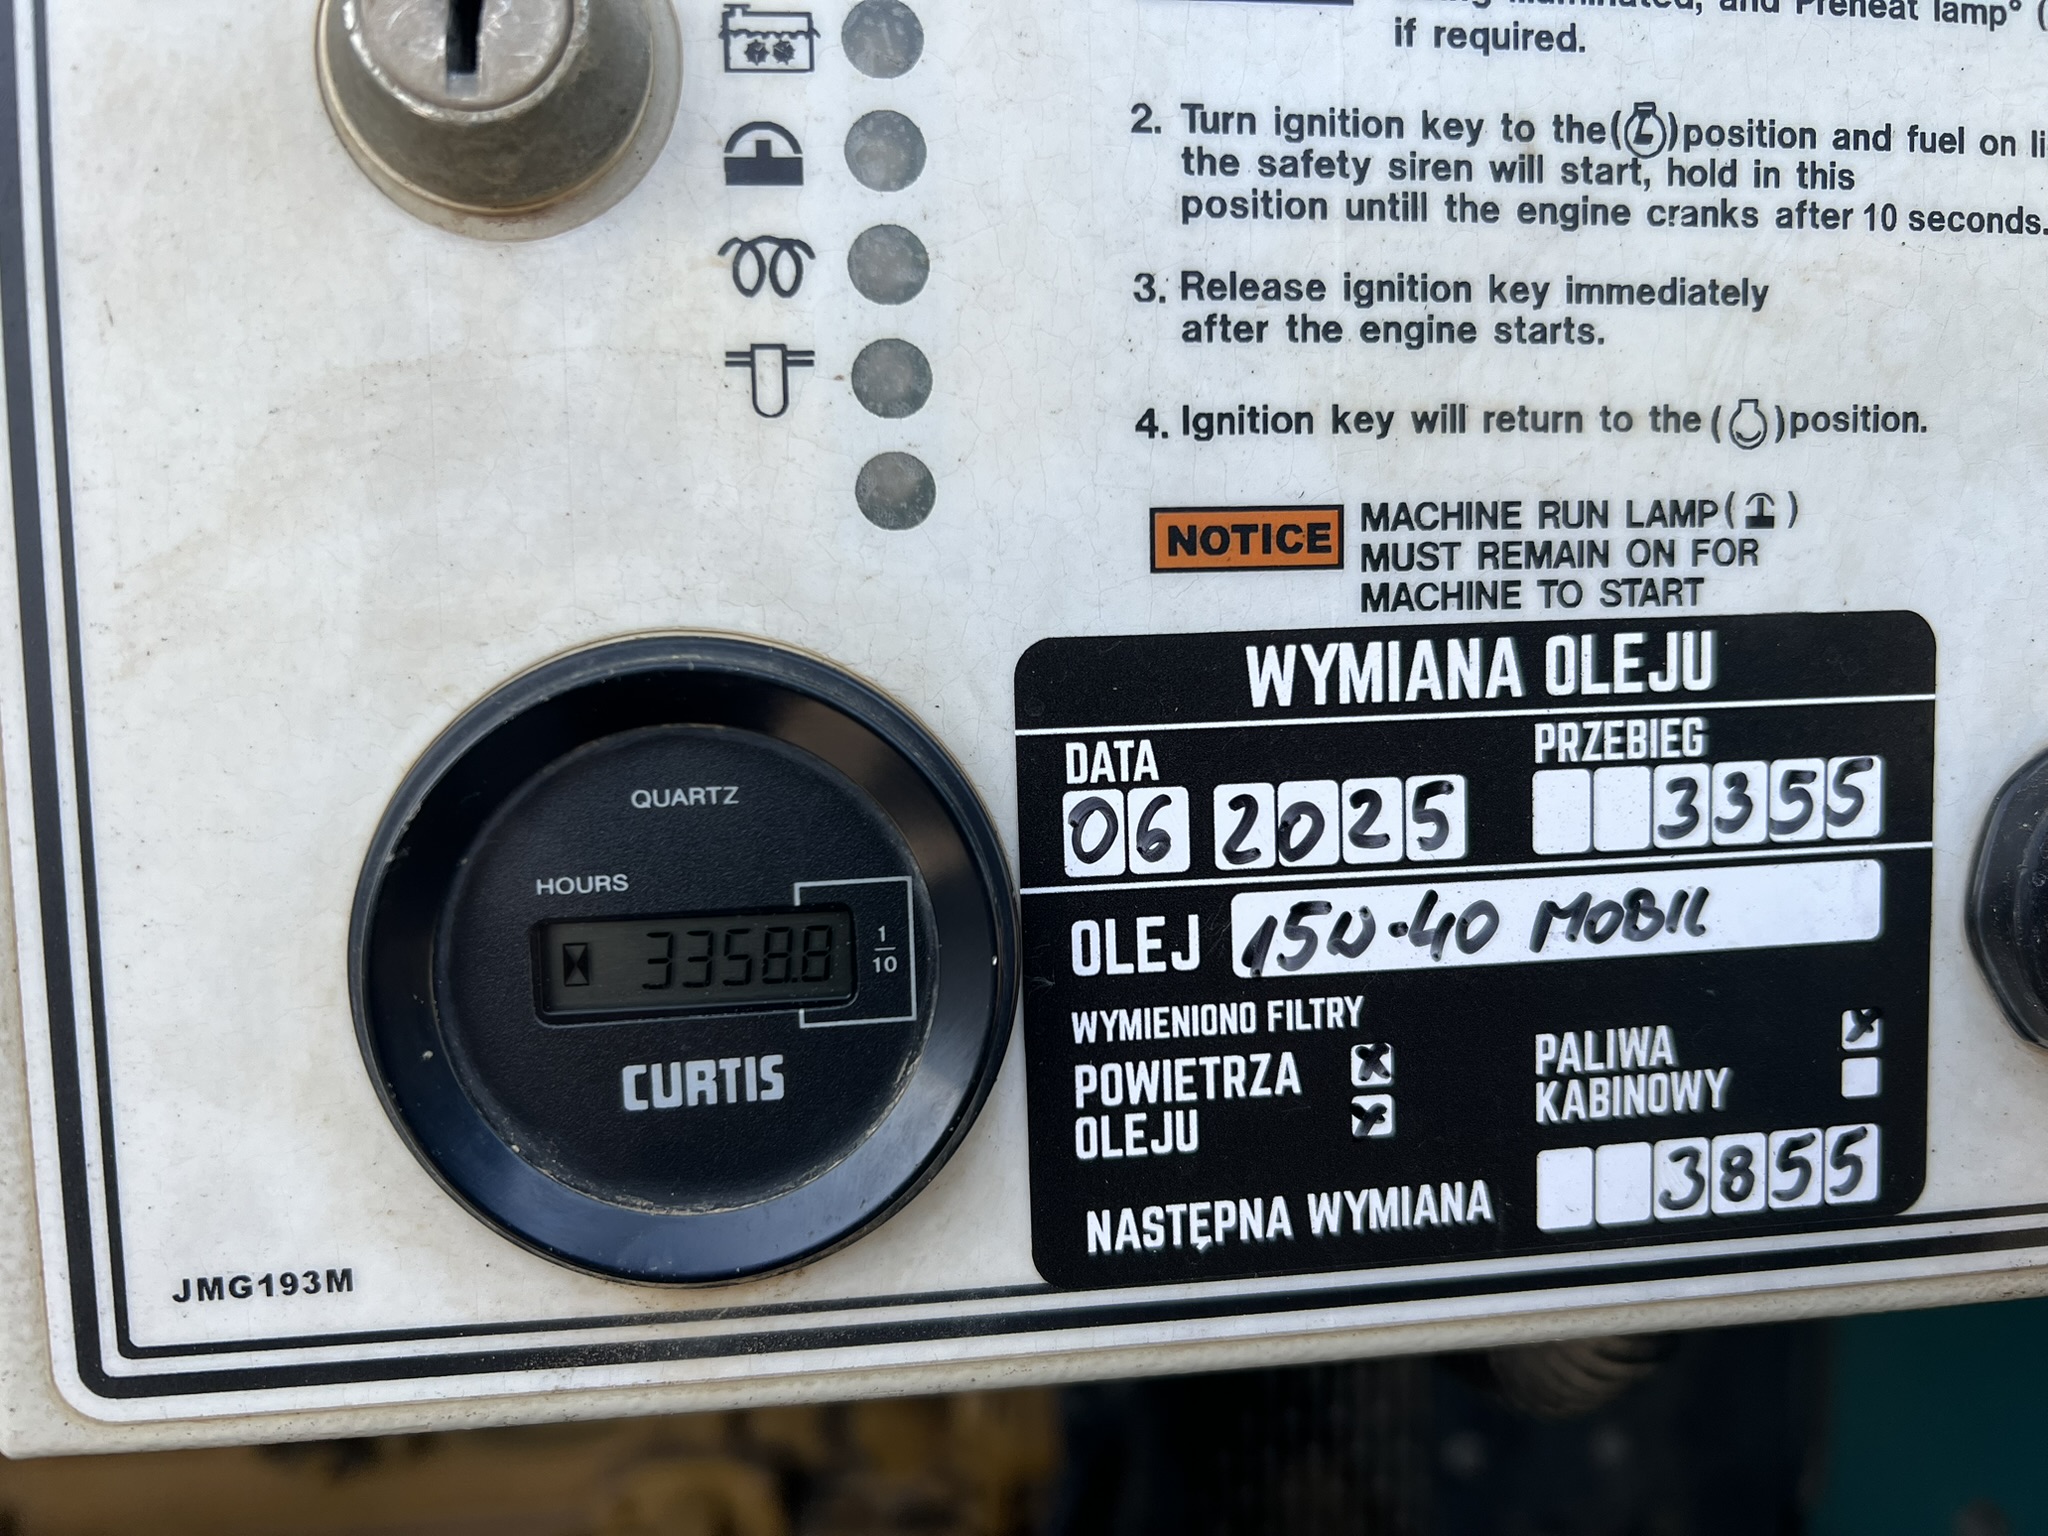 and Preheat lamp° (
if required.
2. Turn ignition key to the( )position and fuel on
the safety siren will start, hold in this
position untill the engine cranks after 10 seconds.
3. Release ignition key immediately
after the engine starts.
4. Ignition key will return to the ( )position.
NOTICE
MACHINE RUN LAMP( )
MUST REMAIN ON FOR
MACHINE TO START
QUARTZ
HOURS
3358.8
1
10
CURTIS
JMG193M
WYMIANA OLEJU
DATA
PRZEBIEG
06 2025
3355
OLEJ 15W-40 MOBIL
WYMIENIONO FILTRY
POWIETRZA
OLEJU
PALIWA
KABINOWY
NASTĘPNA WYMIANA 3855